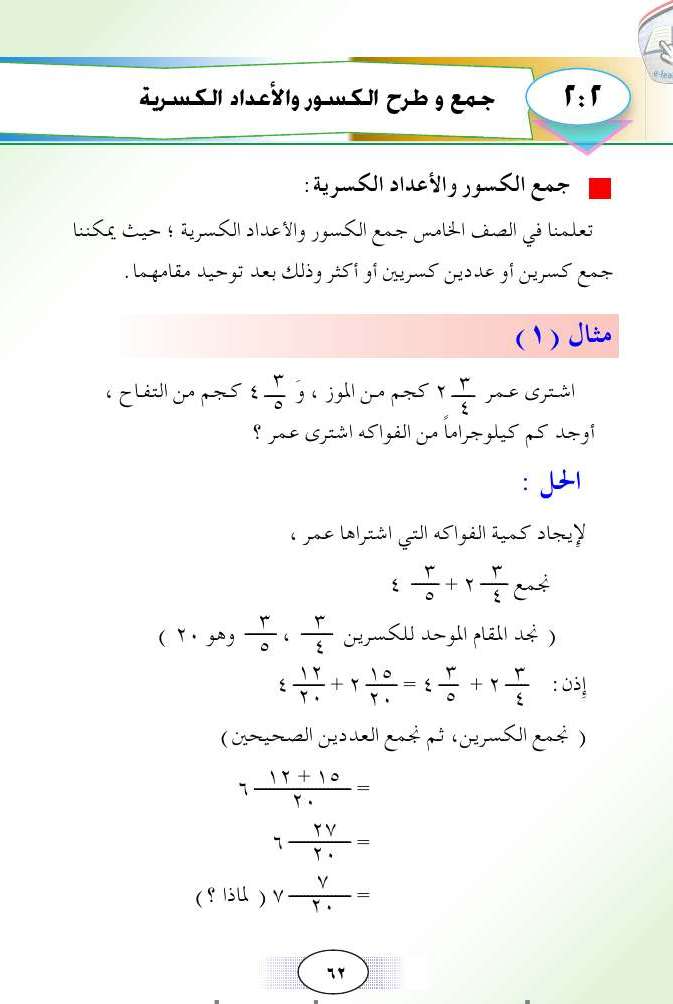 e-lea
٢:٢ جمع و طرح الكسور والأعداد الكسرية
جمع الكسور والأعداد الكسرية :
تعلمنا في الصف الخامس جمع الكسور والأعداد الكسرية ؛ حيث يمكننا
جمع كسرين أو عددين كسريين أو أكثر وذلك بعد توحيد مقامهما .
مثال ( ١ )
اشترى عمر ٣/٤ ٢ كجم من الموز ، وَ ٣/٥ ٤ كجم من التفاح ،
أوجد كم كيلوجراماً من الفواكه اشترى عمر ؟
الحل :
لإيجاد كمية الفواكه التي اشتراها عمر ،
نجمع ٣/٤ ٢ + ٣/٥ ٤
( نجد المقام الموحد للكسرين ٣/٤ ، ٣/٥ وهو ٢٠ )
إذن : ٣/٤ ٢ + ٣/٥ ٤ = ١٥/٢٠ ٢ + ١٢/٢٠ ٤
( نجمع الكسرين، ثم نجمع العددين الصحيحين)
= ١٥ + ١٢/٢٠ ٦
= ٢٧/٢٠ ٦
= ٧/٢٠ ٧ ( لماذا ؟ )
٦٢